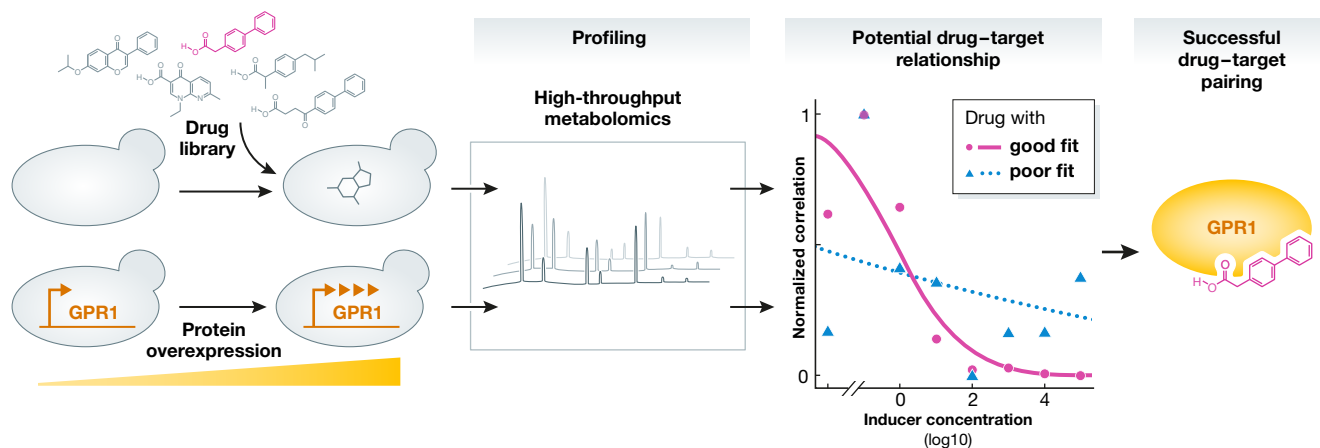 Profiling
Potential drug–target
relationship
Successful
drug–target
pairing
O
O
O
H
O
O
O
O
H
O
N
N
O
H
O
O
H
O
O
Drug
library
High-throughput
metabolomics
GPR1
GPR1
Protein
overexpression
Normalized correlation
1
0
Drug with
good fit
poor fit
0
2
4
Inducer concentration
(log10)
GPR1
O
H
O